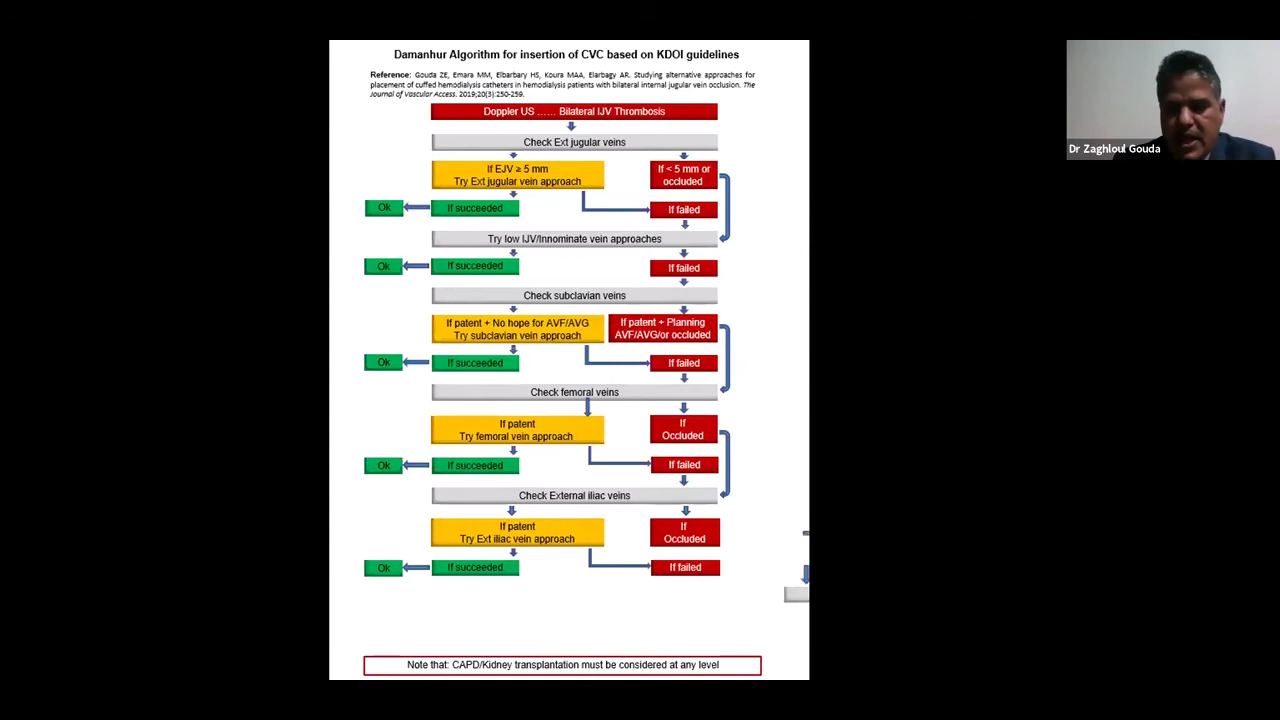 Damanhur Algorithm for insertion of CVC based on KDOI guidelines
Reference: Gouda ZE, Emara MM, Elbarbary HS, Koura MAA, Elarbagy AR. Studying alternative approaches for
placement of cuffed hemodialysis catheters in hemodialysis patients with bilateral internal jugular vein occlusion. The
Journal of Vascular Access. 2019;20(3):250-259.
Doppler US ...... Bilateral IJV Thrombosis
Check Ext jugular veins
If EJV ≥ 5 mm
Try Ext jugular vein approach
If < 5 mm or
occluded
Ok
If succeeded
If failed
Try low IJV/Innominate vein approaches
Ok
If succeeded
If failed
Check subclavian veins
If patent + No hope for AVF/AVG
Try subclavian vein approach
If patent + Planning
AVF/AVG/or occluded
Ok
If succeeded
If failed
Check femoral veins
If patent
Try femoral vein approach
If
Occluded
Ok
If succeeded
If failed
Check External iliac veins
If patent
Try Ext iliac vein approach
If
Occluded
Ok
If succeeded
If failed
Note that: CAPD/Kidney transplantation must be considered at any level
Dr Zaghloul Gouda